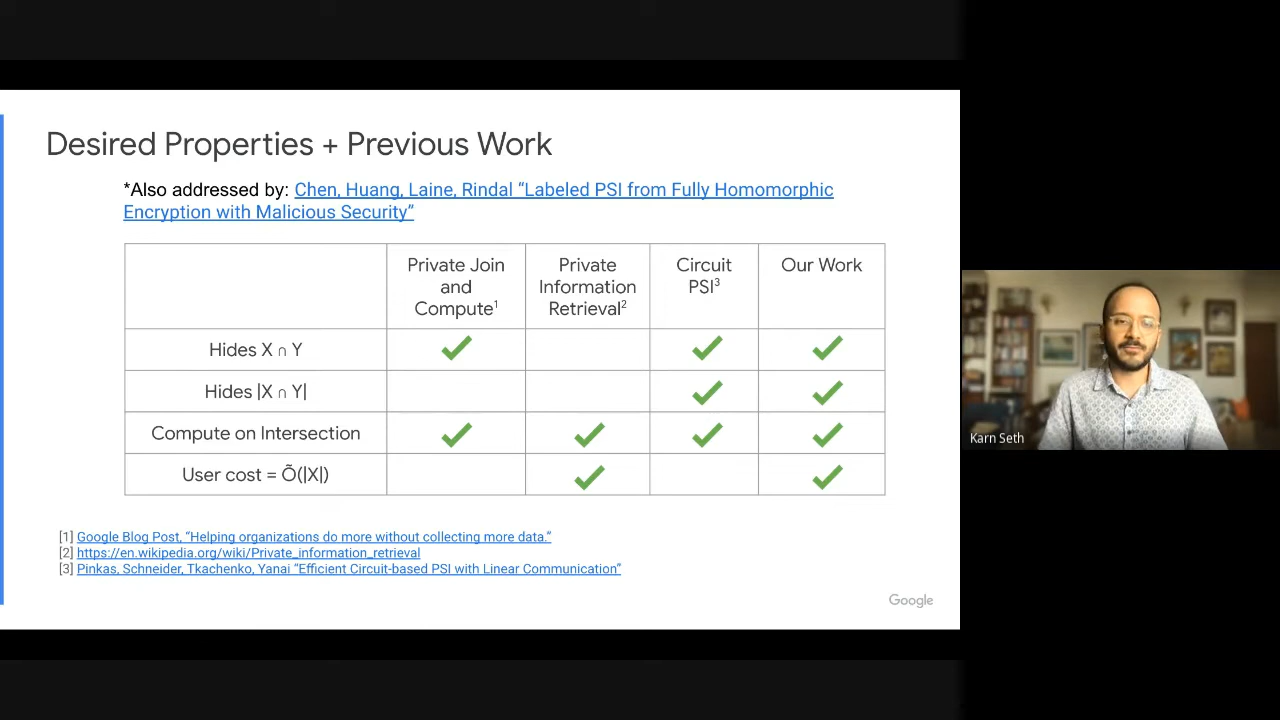 Desired Properties + Previous Work
*Also addressed by: Chen, Huang, Laine, Rindal “Labeled PSI from Fully Homomorphic
Encryption with Malicious Security”
Private Join and Compute¹
Private Information Retrieval²
Circuit PSI³
Our Work
Hides X ∩ Y
Hides |X ∩ Y|
Compute on Intersection
User cost = Õ(|X|)
[1] Google Blog Post, “Helping organizations do more without collecting more data.”
[2] https://en.wikipedia.org/wiki/Private_information_retrieval
[3] Pinkas, Schneider, Tkachenko, Yanai “Efficient Circuit-based PSI with Linear Communication”
Google
Karn Seth